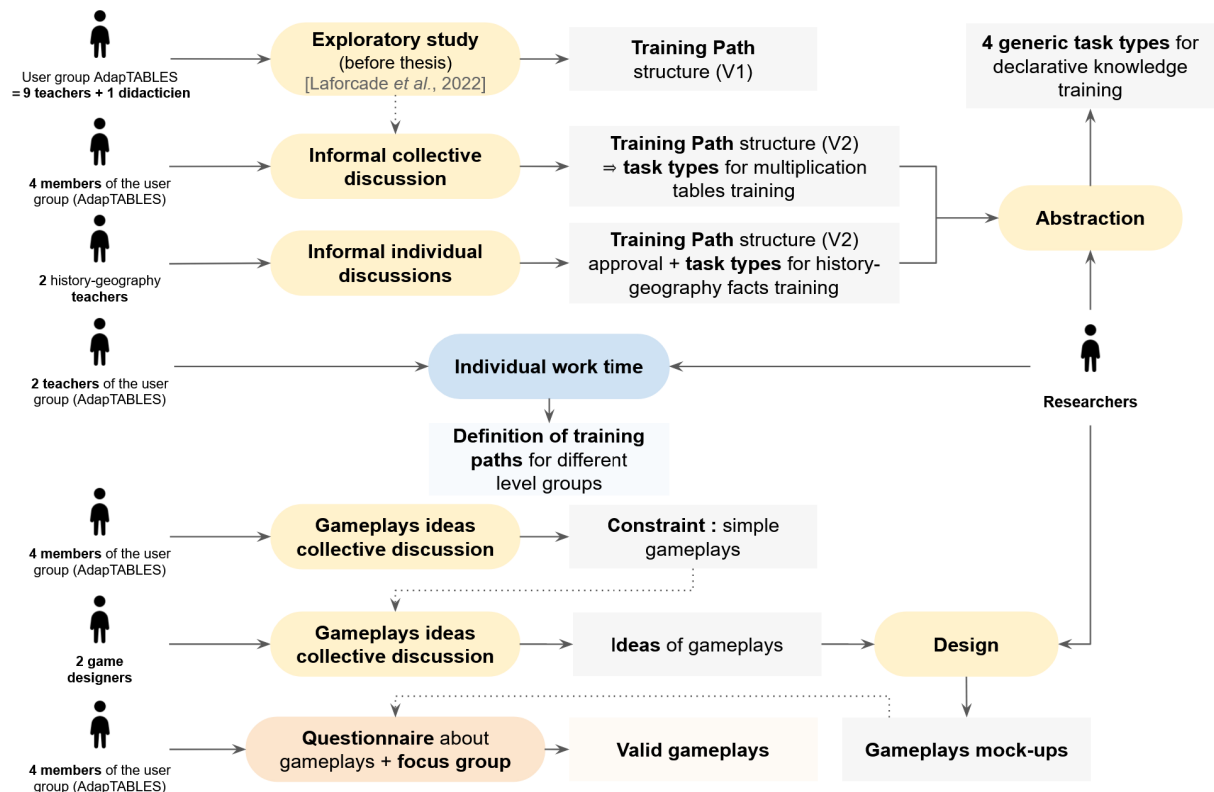 User group AdapTABLES
= 9 teachers + 1 didacticien
Exploratory study
(before thesis)
[Laforcade et al., 2022]
Training Path
structure (V1)
4 generic task types for
declarative knowledge
training
4 members of the user
group (AdapTABLES)
Informal collective
discussion
Training Path structure (V2)
⇒ task types for multiplication
tables training
Abstraction
2 history-geography
teachers
Informal individual
discussions
Training Path structure (V2)
approval + task types for history-
geography facts training
2 teachers of the user
group (AdapTABLES)
Individual work time
Researchers
Definition of training
paths for different
level groups
4 members of the user
group (AdapTABLES)
Gameplays ideas
collective discussion
Constraint : simple
gameplays
2 game
designers
Gameplays ideas
collective discussion
Ideas of gameplays
Design
4 members of the user
group (AdapTABLES)
Questionnaire about
gameplays + focus group
Valid gameplays
Gameplays mock-ups